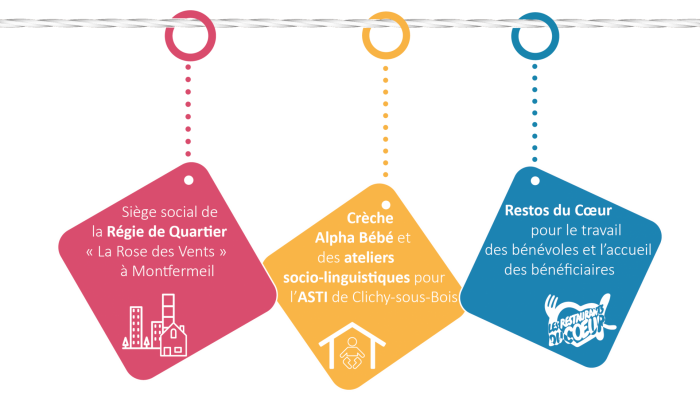 Siège social de
la Régie de Quartier
« La Rose des Vents »
à Montfermeil
Crèche
Alpha Bébé et
des ateliers
socio-linguistiques pour
l'ASTI de Clichy-sous-Bois
Restos du Cœur
pour le travail
des bénévoles et l'accueil
des bénéficiaires
LES RESTAURANTS
DU COEUR